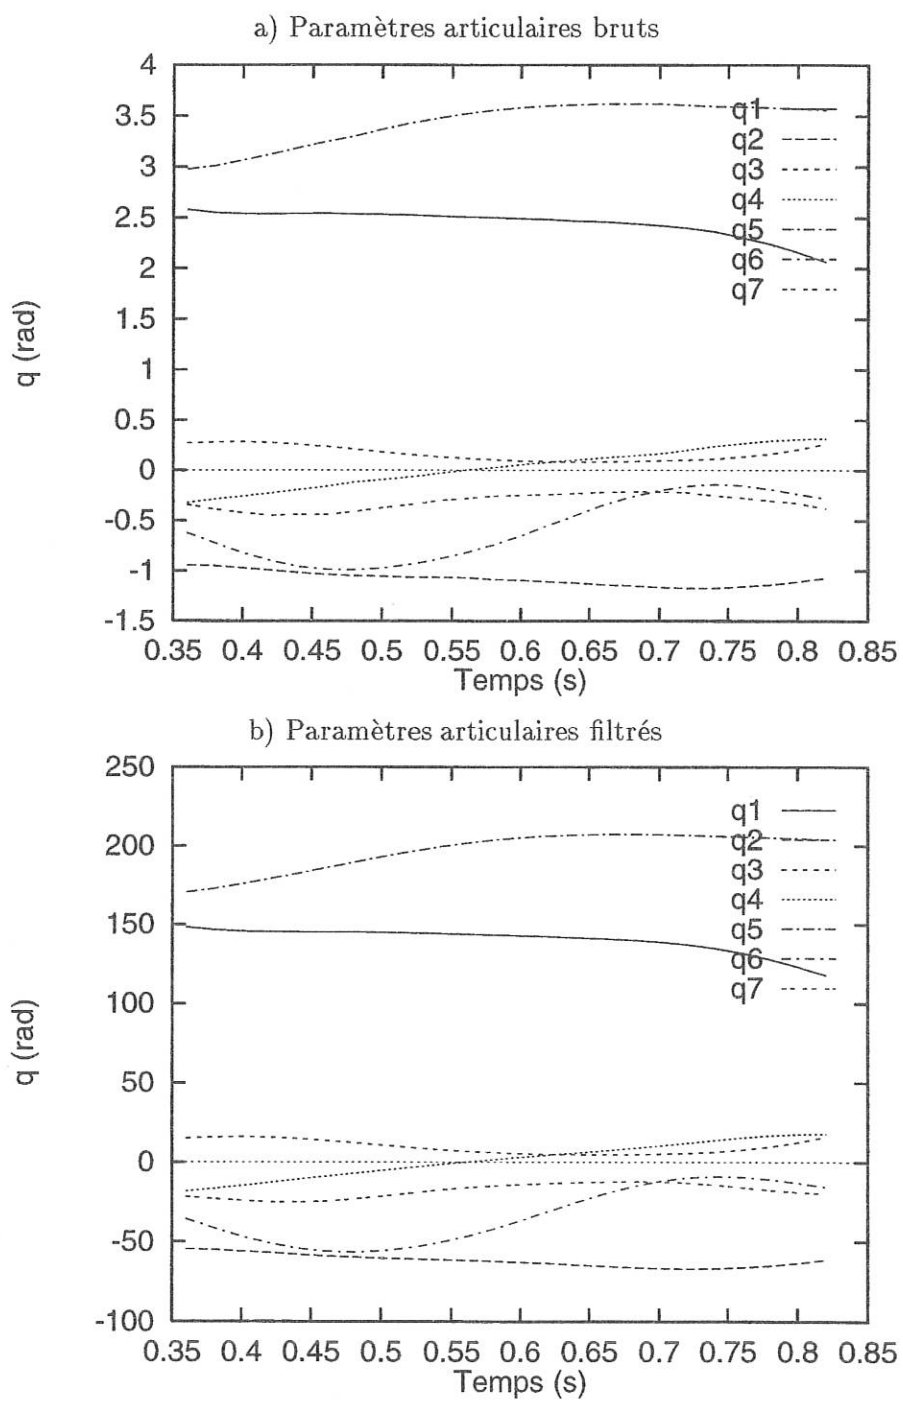 a) Paramètres articulaires bruts
4
3.5
3
2.5
2
1.5
1
0.5
0
-0.5
-1
-1.5
q (rad)
q1
q2
q3
q4
q5
q6
q7
0.35 0.4 0.45 0.5 0.55 0.6 0.65 0.7 0.75 0.8 0.85
Temps (s)
b) Paramètres articulaires filtrés
250
200
150
100
50
0
-50
-100
q (rad)
q1
q2
q3
q4
q5
q6
q7
0.35 0.4 0.45 0.5 0.55 0.6 0.65 0.7 0.75 0.8 0.85
Temps (s)